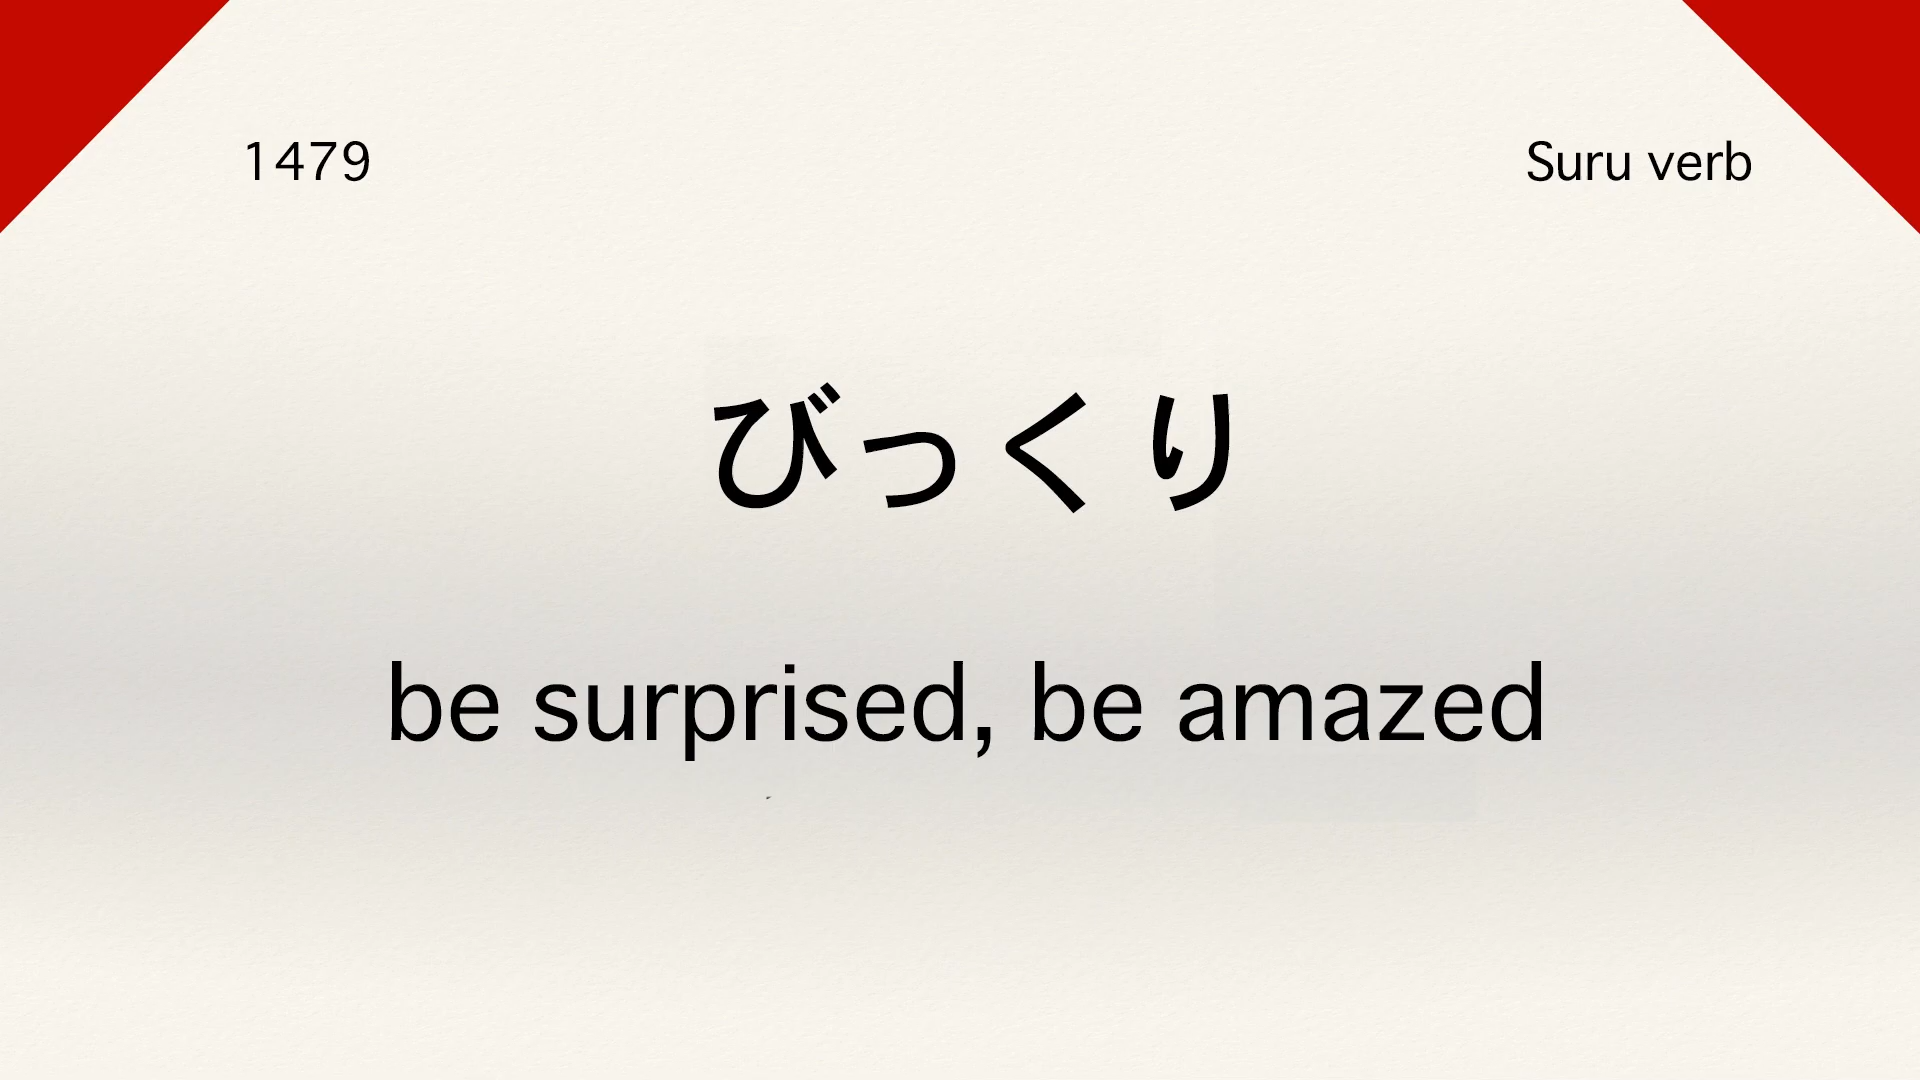 1479
Suru verb
びっくり
be surprised, be amazed